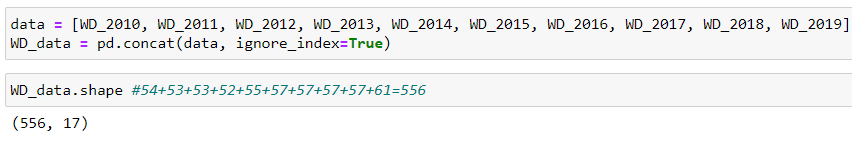 data = [WD_2010, WD_2011, WD_2012, WD_2013, WD_2014, WD_2015, WD_2016, WD_2017, WD_2018, WD_2019]
WD_data = pd.concat(data, ignore_index=True)
WD_data.shape #54+53+53+52+55+57+57+57+57+61=556
(556, 17)